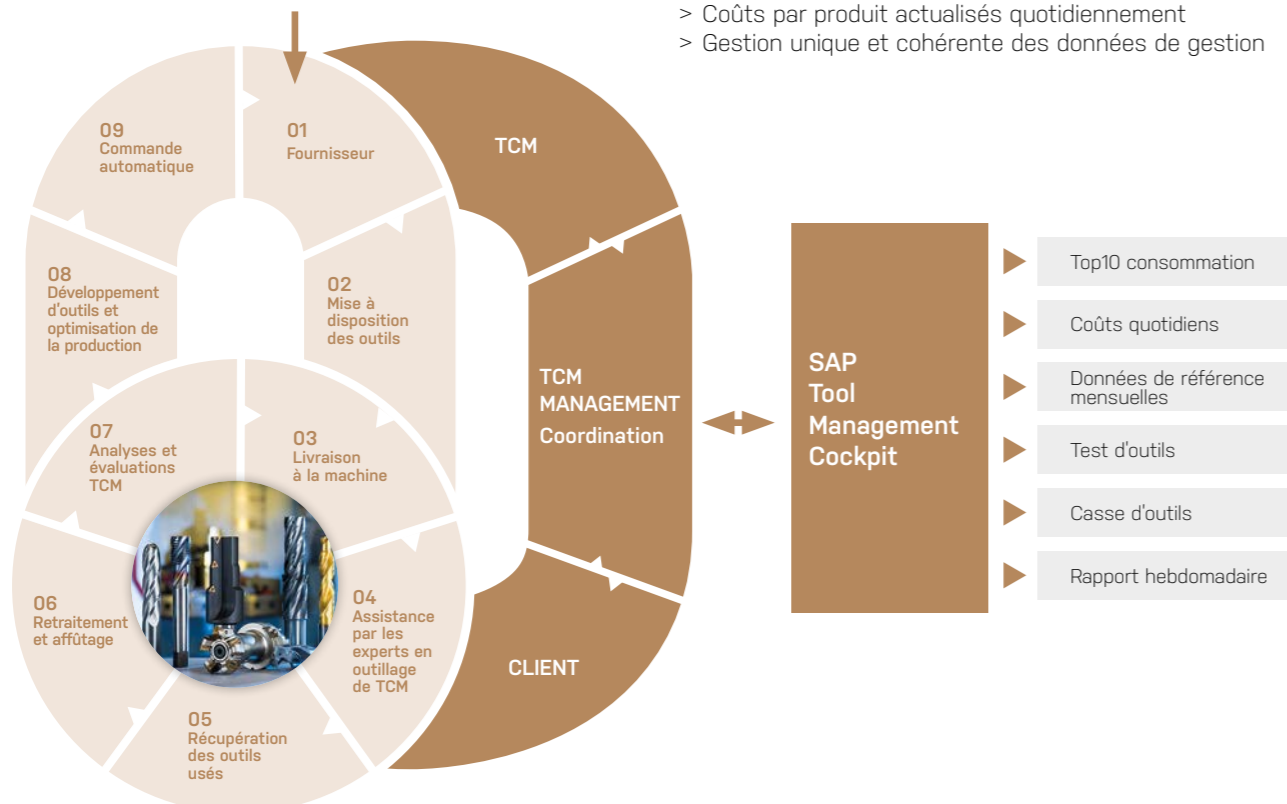 > Coûts par produit actualisés quotidiennement
> Gestion unique et cohérente des données de gestion
01
Fournisseur
02
Mise à
disposition
des outils
03
Livraison
à la machine
04
Assistance
par les
experts en
outillage
de TCM
05
Récupération
des outils
usés
06
Retraitement
et affûtage
07
Analyses et
évaluations
TCM
08
Développement
d'outils et
optimisation de
la production
09
Commande
automatique
TCM
TCM
MANAGEMENT
Coordination
CLIENT
SAP
Tool
Management
Cockpit
Top10 consommation
Coûts quotidiens
Données de référence
mensuelles
Test d'outils
Casse d'outils
Rapport hebdomadaire